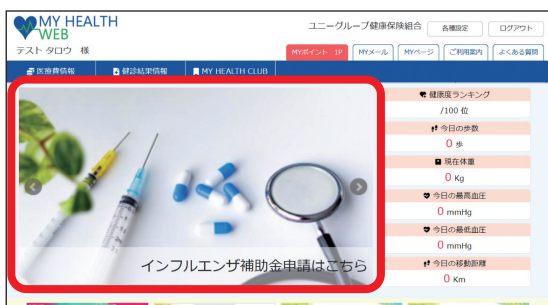 MY HEALTH
WEB
ユニーグループ健康保険組合
各種設定
ログアウト
テスト タロウ 様
MYポイント 1P
MYメール
MYページ
ご利用案内
よくある質問
医療費情報
健診結果情報
MY HEALTH CLUB
インフルエンザ補助金申請はこちら
健康度ランキング
/100 位
今日の歩数
0 歩
現在体重
0 Kg
今日の最高血圧
0 mmHg
今日の最低血圧
0 mmHg
今日の移動距離
0 Km